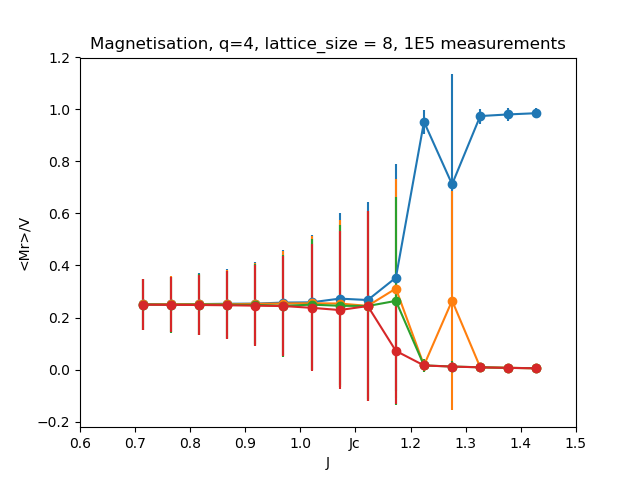 Magnetisation, q=4, lattice_size = 8, 1E5 measurements
1.2
1.0
0.8
0.6
0.4
0.2
0.0
−0.2
<Mr>/V
0.6 0.7 0.8 0.9 1.0 Jc 1.2 1.3 1.4 1.5
J